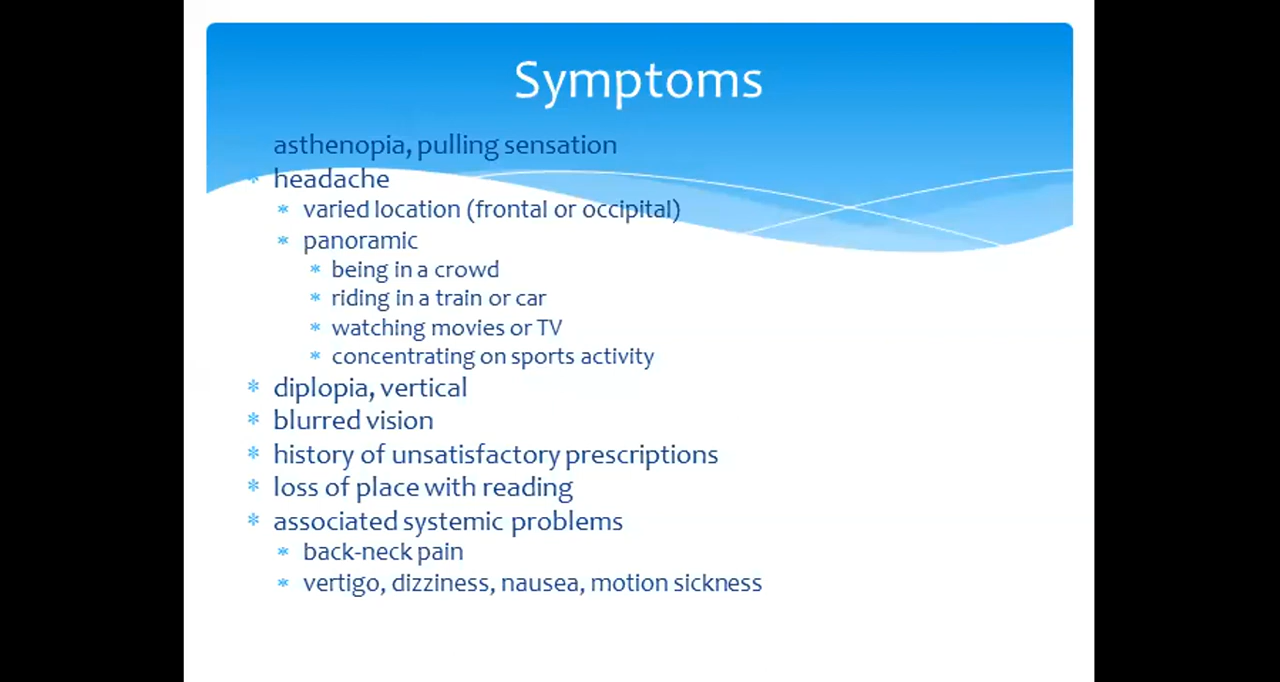 Symptoms
asthenopia, pulling sensation
* headache
* varied location (frontal or occipital)
* panoramic
* being in a crowd
* riding in a train or car
* watching movies or TV
* concentrating on sports activity
* diplopia, vertical
* blurred vision
* history of unsatisfactory prescriptions
* loss of place with reading
* associated systemic problems
* back-neck pain
* vertigo, dizziness, nausea, motion sickness